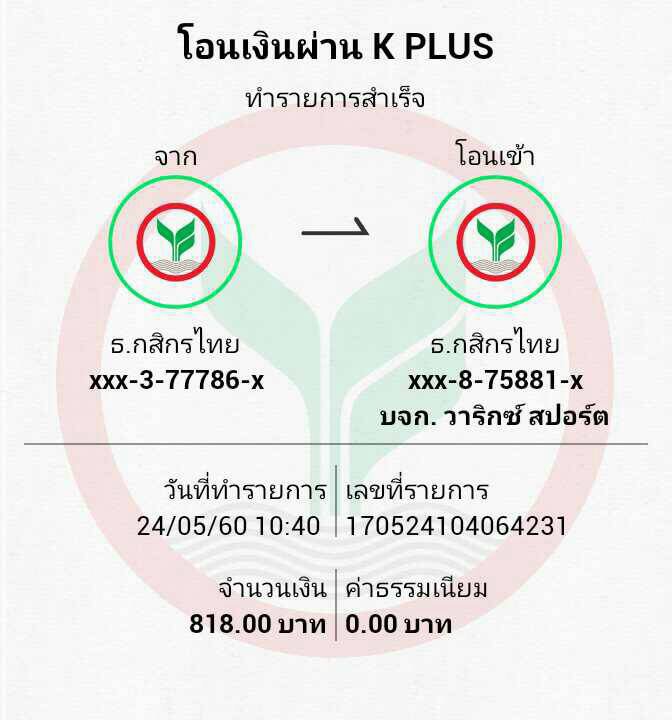 โอนเงินผ่าน K PLUS
ทำรายการสำเร็จ
จาก
โอนเข้า
ธ.กสิกรไทย
xxx-3-77786-x
ธ.กสิกรไทย
xxx-8-75881-x
บจก. วาริกซ์ สปอร์ต
วันที่ทำรายการ
24/05/60 10:40
เลขที่รายการ
170524104064231
จำนวนเงิน
818.00 บาท
ค่าธรรมเนียม
0.00 บาท